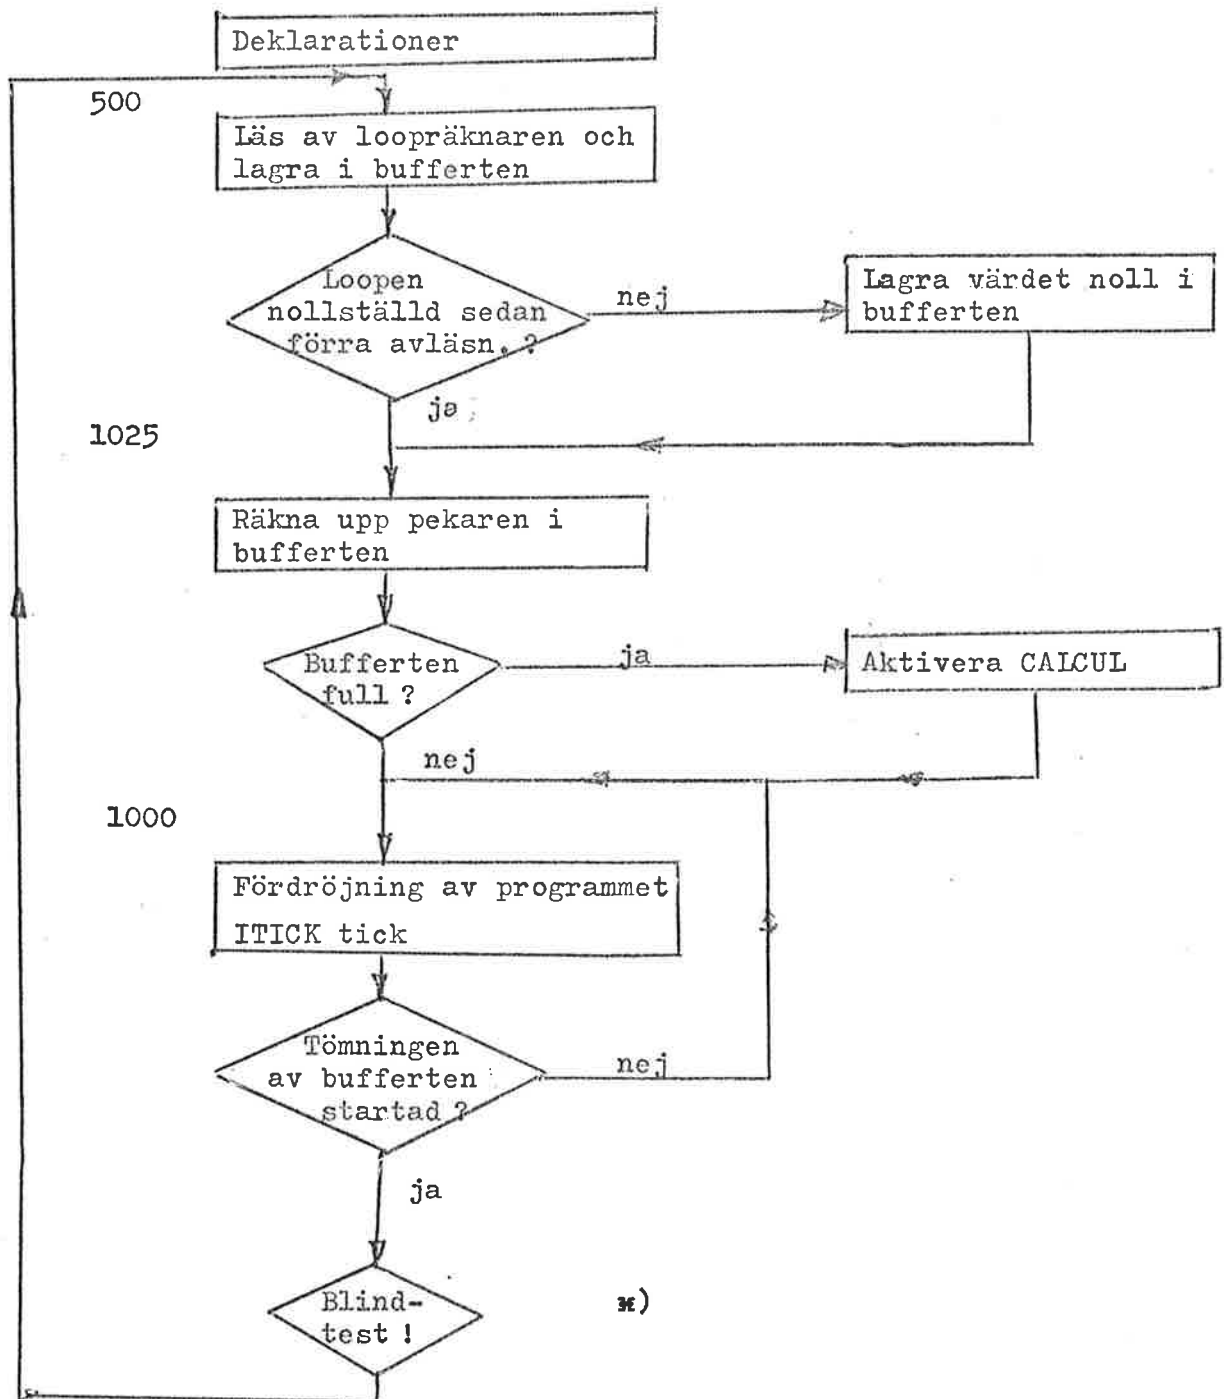 Deklarationer
500
Läs av loopräknaren och
lagra i bufferten
Loopen
nollställd sedan
förra avläsn. ?
nej
Lagra värdet noll i
bufferten
ja
1025
Räkna upp pekaren i
bufferten
Bufferten
full ?
ja
Aktivera CALCUL
nej
1000
Fördröjning av programmet
ITICK tick
Tömningen
av bufferten
startad ?
nej
ja
Blind-
test !
ж)